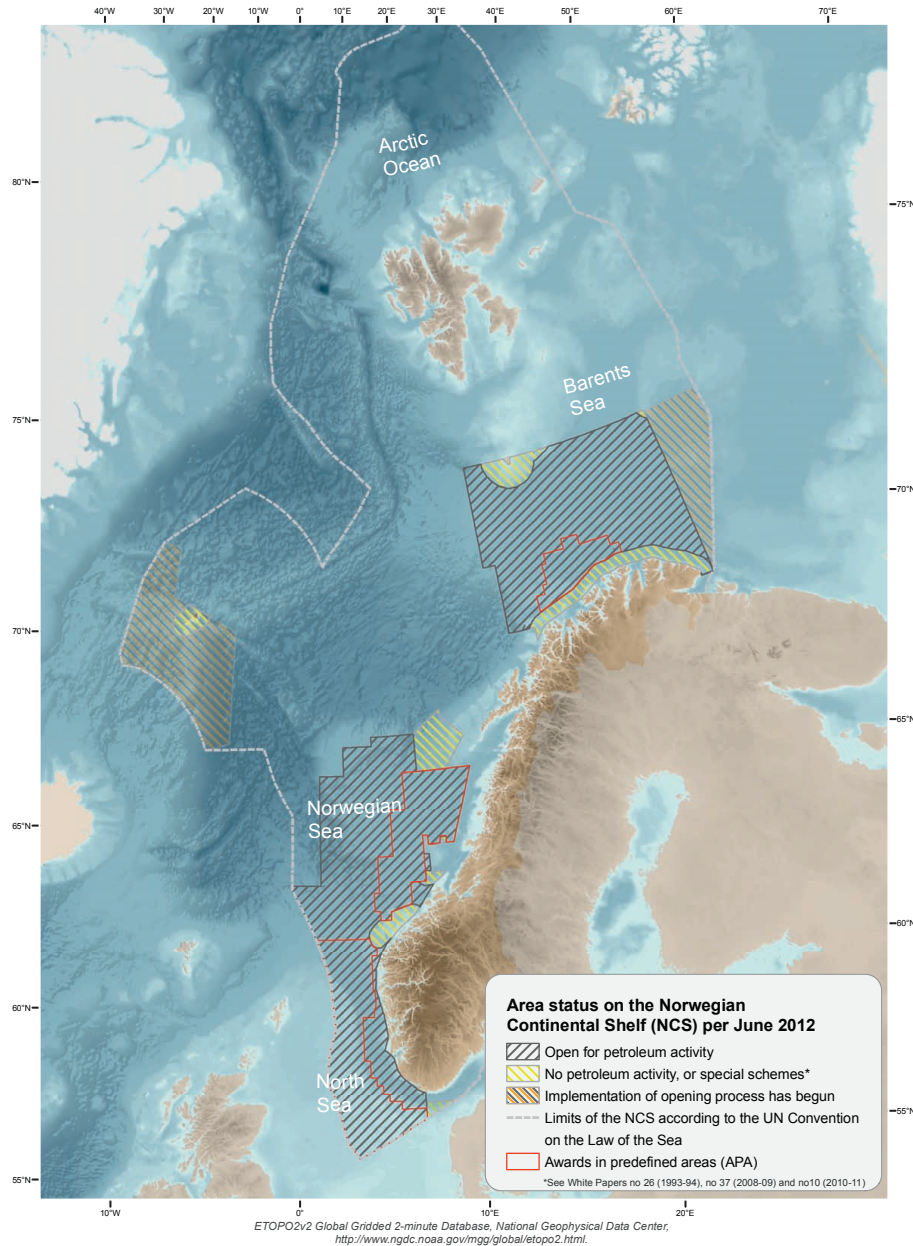 40°W 30°W 20°W 10°W 0° 10°E 20°E 30°E 40°E 50°E 60°E 70°E
Arctic
Ocean
80°N
75°N
Barents
Sea
75°N
70°N
70°N
65°N
Norwegian
Sea
65°N
60°N
60°N
North
Sea
55°N
55°N
Area status on the Norwegian
Continental Shelf (NCS) per June 2012
Open for petroleum activity
No petroleum activity, or special schemes*
Implementation of opening process has begun
Limits of the NCS according to the UN Convention
on the Law of the Sea
Awards in predefined areas (APA)
*See White Papers no 26 (1993-94), no 37 (2008-09) and no10 (2010-11)
10°W 0° 10°E 20°E
ETOPO2v2 Global Gridded 2-minute Database, National Geophysical Data Center,
http://www.ngdc.noaa.gov/mgg/global/etopo2.html.